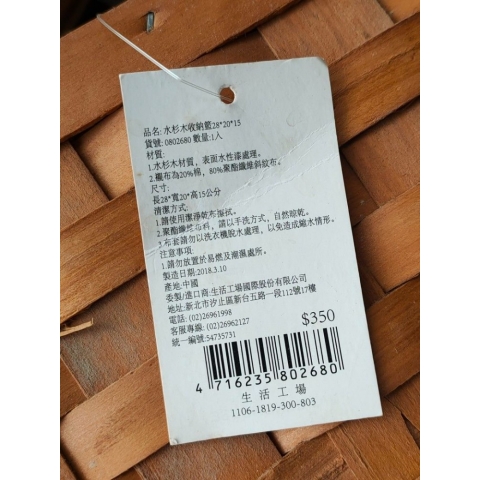 品名: 水杉木收納籃28*20*15
貨號: 0802680 數量:1入
材質:
1.水杉木材質，表面水性漆處理。
2.襯布為20%棉，80%聚酯纖維斜紋布。
尺寸:
長28*寬20*高15公分
清潔方式:
1.請使用潔淨乾布擦拭。
2.聚酯纖維布料，請以手洗方式，自然晾乾。
3.布套請勿以洗衣機脫水處理，以免造成縮水情形。
注意事項:
1.請勿放置於易燃及潮濕處所。
製造日期:2018.3.10
產地:中國
委製/進口商:生活工場國際股份有限公司
地址:新北市汐止區新台五路一段112號17樓
電話: (02)26961998
客服專線: (02)26962127
統一編號:54735731
$350
4 716235 802680
生活工場
1106-1819-300-803